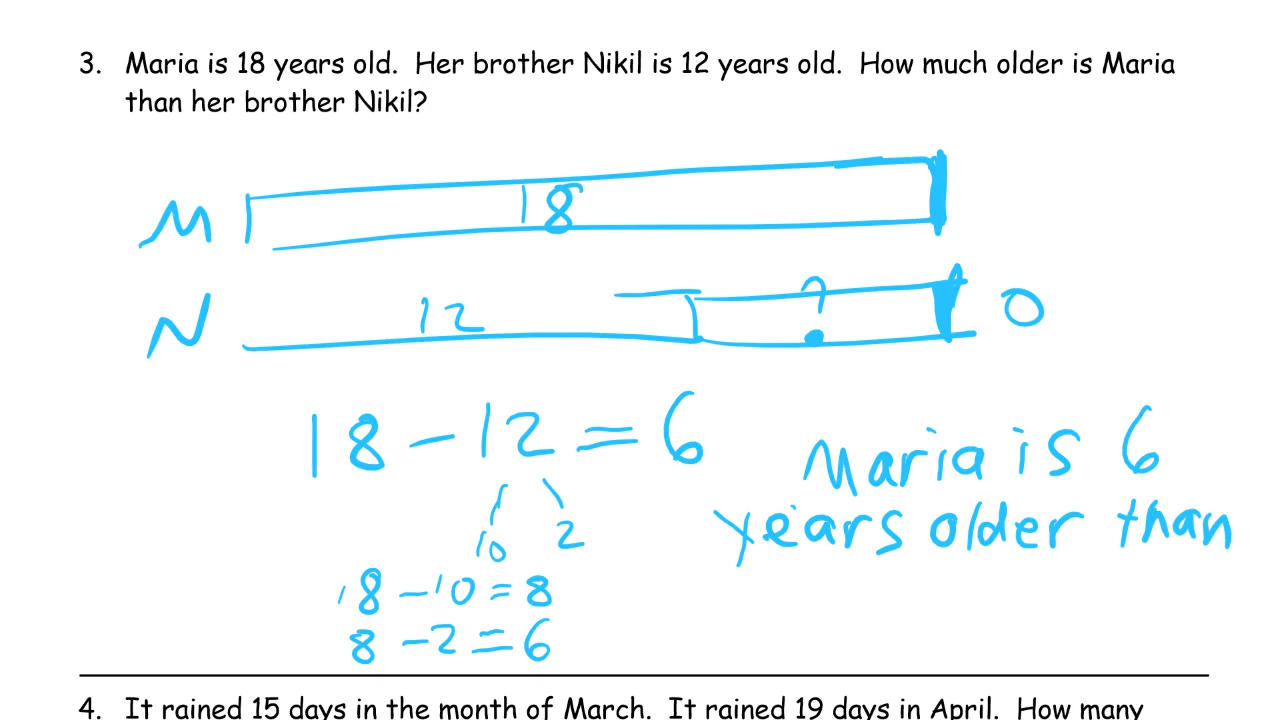 3. Maria is 18 years old. Her brother Nikil is 12 years old. How much older is Maria
than her brother Nikil?
M 18
N 12 ? 0
18 - 12 = 6
Maria is 6
years older than
10 2
18 - 10 = 8
8 - 2 = 6
4. It rained 15 days in the month of March. It rained 19 days in April. How many